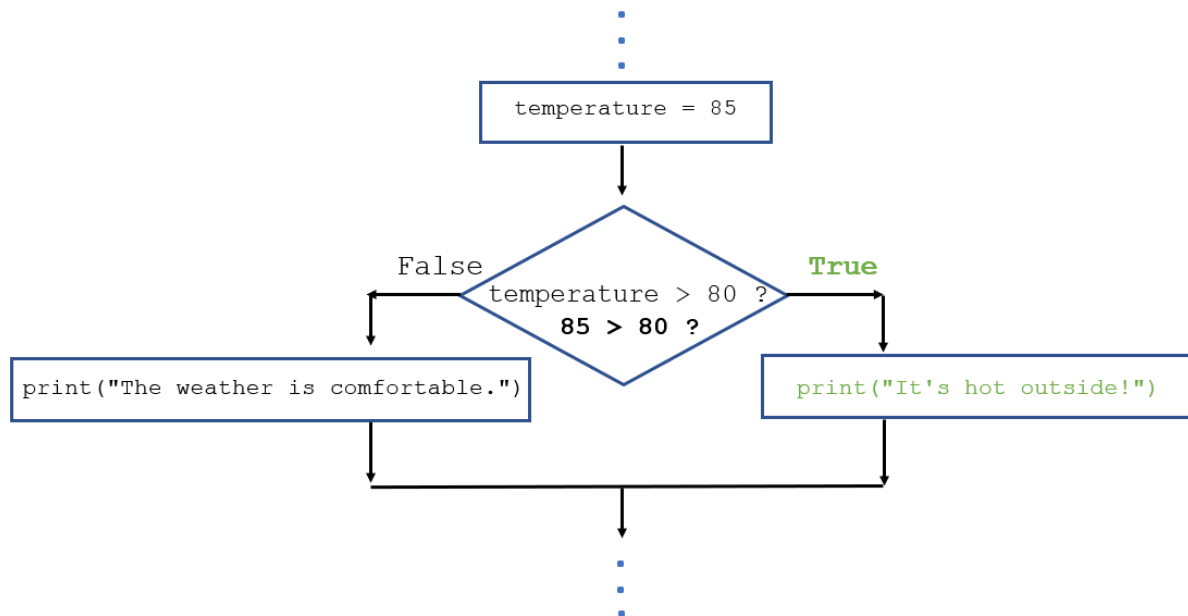 temperature = 85
False
True
temperature > 80 ?
85 > 80 ?
print("The weather is comfortable.")
print("It's hot outside!")